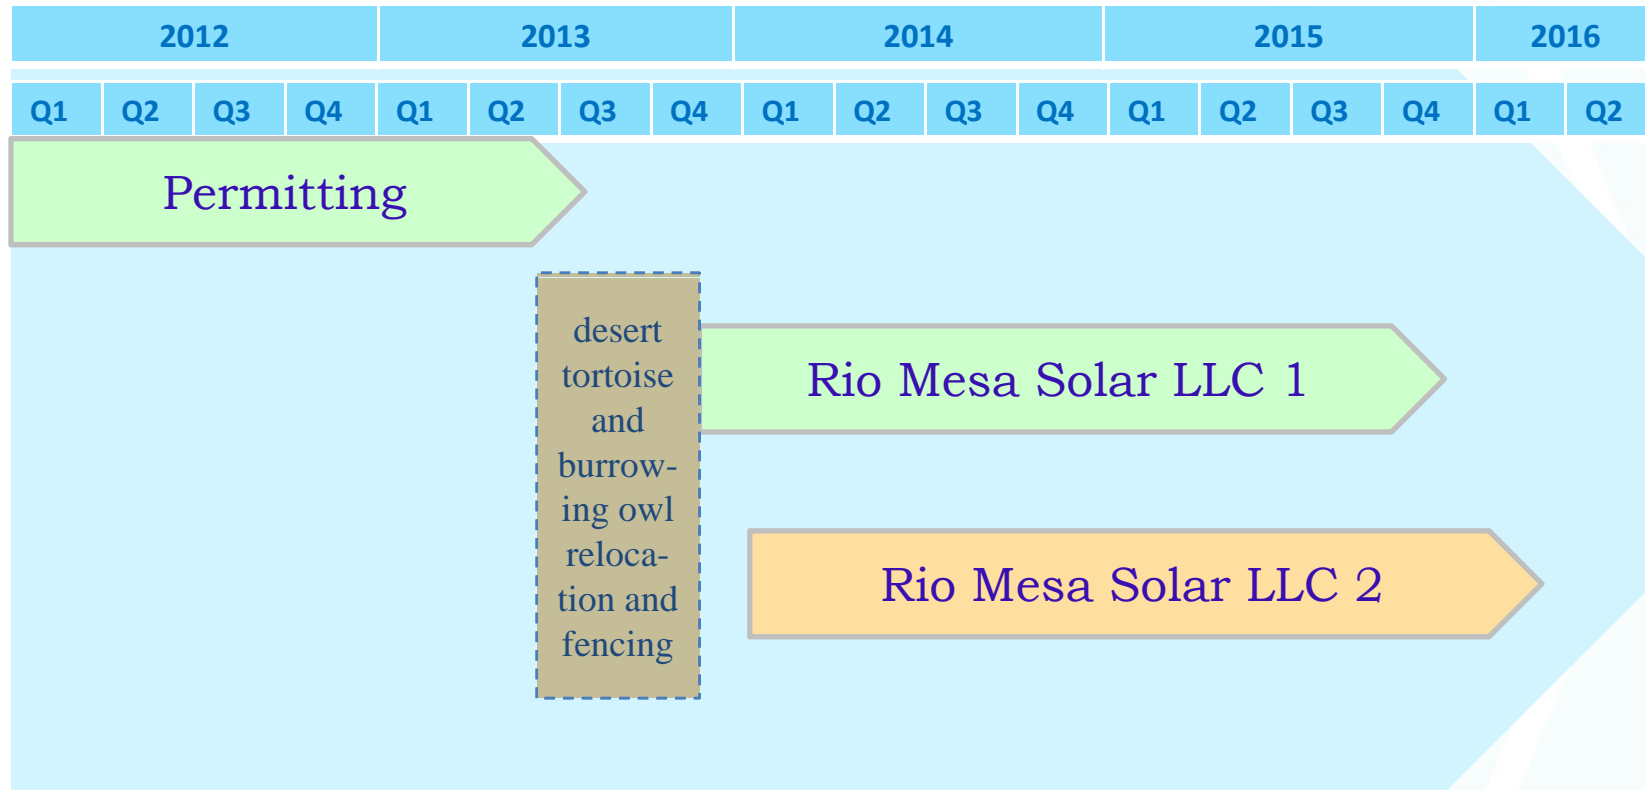 2012 2013 2014 2015 2016
Q1 Q2 Q3 Q4 Q1 Q2 Q3 Q4 Q1 Q2 Q3 Q4 Q1 Q2 Q3 Q4 Q1 Q2
Permitting
desert
tortoise
and
burrow-
ing owl
reloca-
tion and
fencing
Rio Mesa Solar LLC 1
Rio Mesa Solar LLC 2